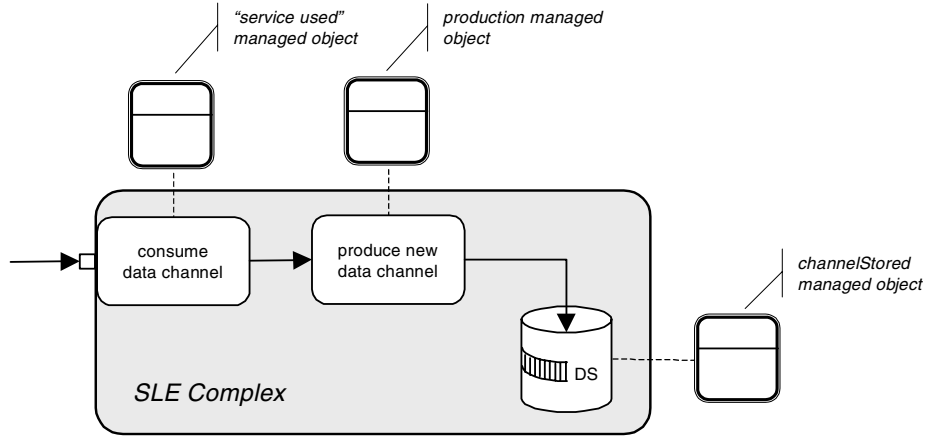 “service used”
managed object
production managed
object
consume
data channel
produce new
data channel
channelStored
managed object
DS
SLE Complex